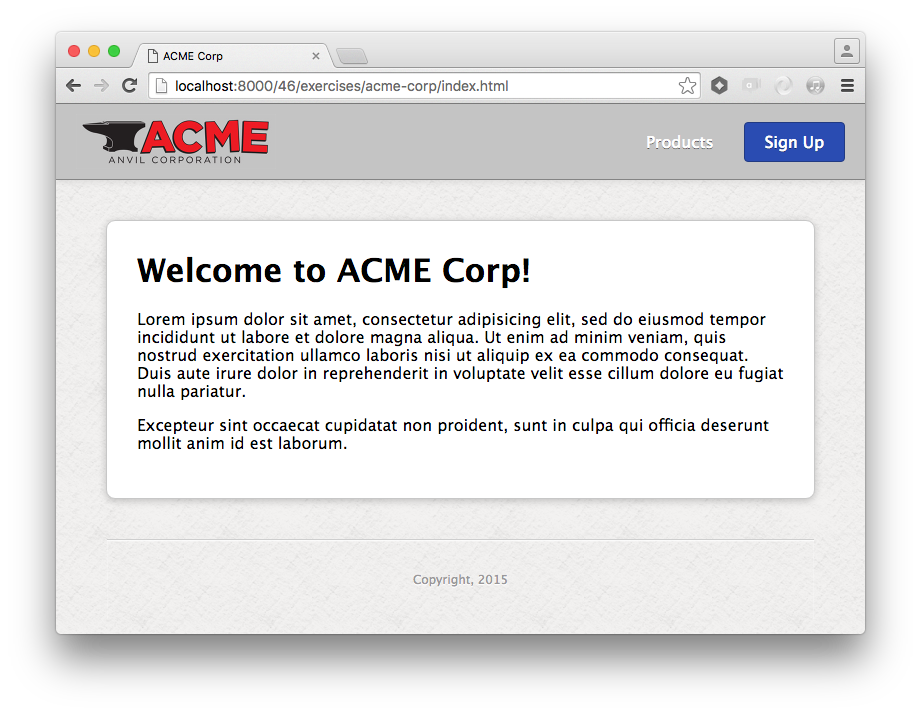 ACME Corp
localhost:8000/46/exercises/acme-corp/index.html
ACME
ANVIL CORPORATION
Products
Sign Up
Welcome to ACME Corp!
Lorem ipsum dolor sit amet, consectetur adipisicing elit, sed do eiusmod tempor
incididunt ut labore et dolore magna aliqua. Ut enim ad minim veniam, quis
nostrud exercitation ullamco laboris nisi ut aliquip ex ea commodo consequat.
Duis aute irure dolor in reprehenderit in voluptate velit esse cillum dolore eu fugiat
nulla pariatur.
Excepteur sint occaecat cupidatat non proident, sunt in culpa qui officia deserunt
mollit anim id est laborum.
Copyright, 2015